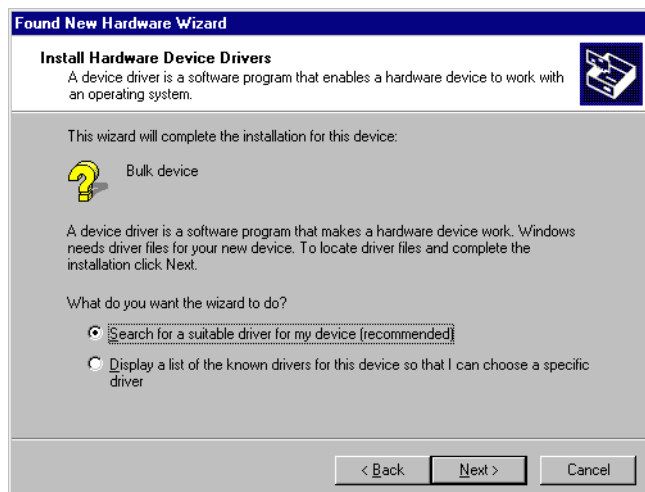 Found New Hardware Wizard
Install Hardware Device Drivers
A device driver is a software program that enables a hardware device to work with
an operating system.
This wizard will complete the installation for this device:
Bulk device
A device driver is a software program that makes a hardware device work. Windows
needs driver files for your new device. To locate driver files and complete the
installation click Next.
What do you want the wizard to do?
Search for a suitable driver for my device (recommended)
Display a list of the known drivers for this device so that I can choose a specific
driver
< Back Next > Cancel